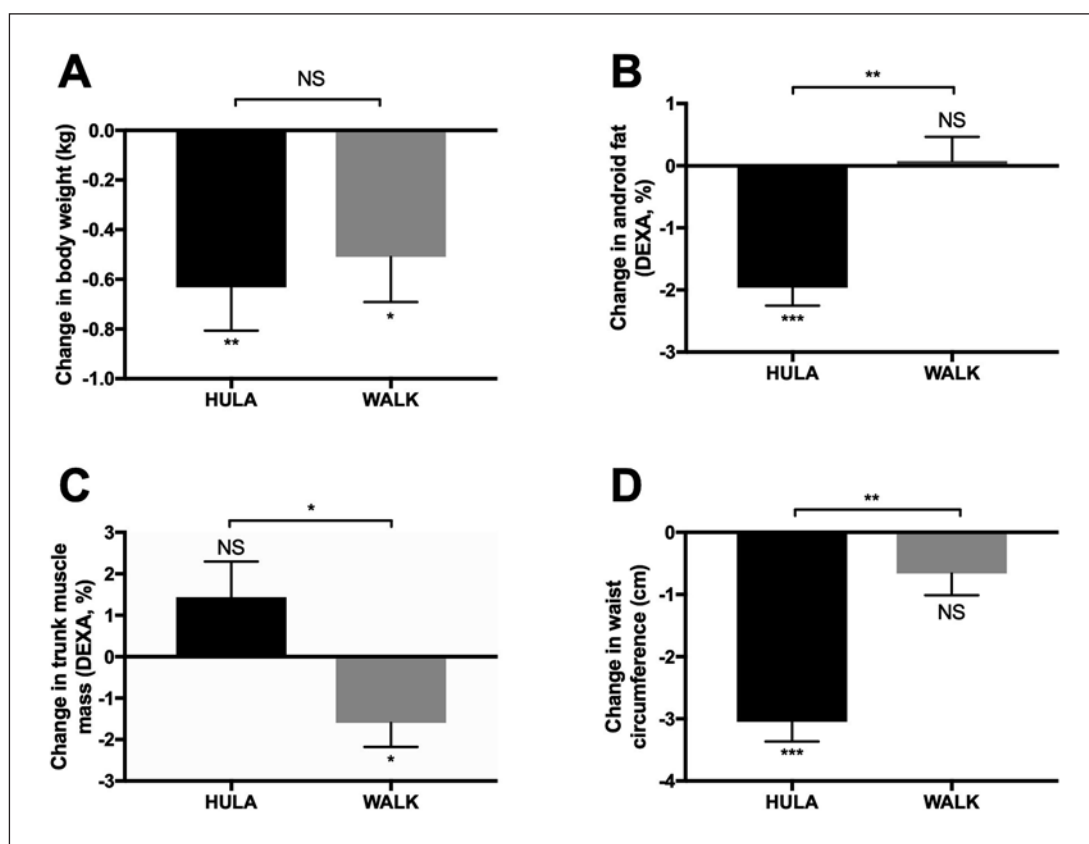 A
NS
Change in body weight (kg)
0.0
-0.2
-0.4
-0.6
-0.8
-1.0
**
*
HULA
WALK
B
**
Change in android fat
(DEXA, %)
1
0
-1
-2
-3
NS
***
HULA
WALK
C
*
Change in trunk muscle
mass (DEXA, %)
3
2
1
0
-1
-2
-3
NS
*
HULA
WALK
D
**
Change in waist
circumference (cm)
0
-1
-2
-3
-4
NS
***
HULA
WALK